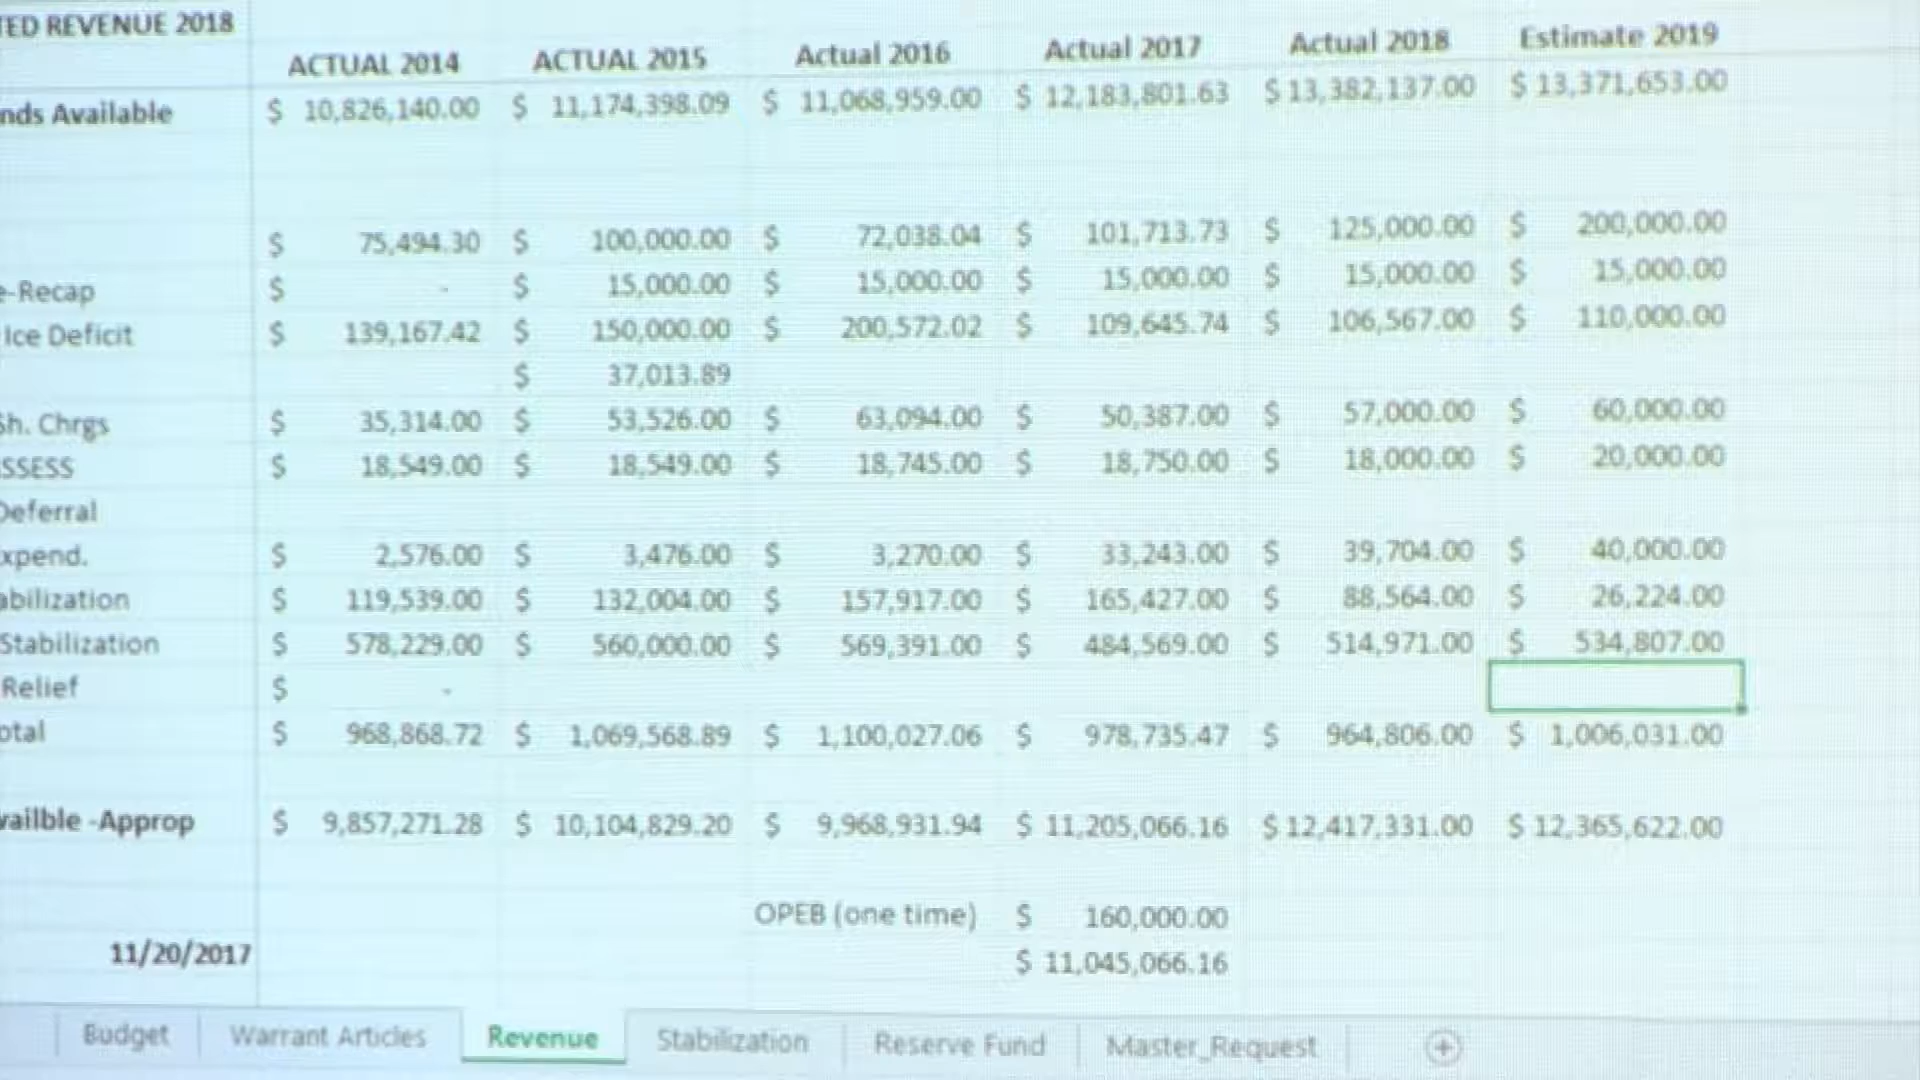 TED REVENUE 2018
ACTUAL 2014 ACTUAL 2015 Actual 2016 Actual 2017 Actual 2018 Estimate 2019
nds Available $ 10,826,140.00 $ 11,174,398.09 $ 11,068,959.00 $ 12,183,801.63 $ 13,382,137.00 $ 13,371,653.00
$ 75,494.30 $ 100,000.00 $ 72,038.04 $ 101,713.73 $ 125,000.00 $ 200,000.00
e-Recap $ - $ 15,000.00 $ 15,000.00 $ 15,000.00 $ 15,000.00 $ 15,000.00
Ice Deficit $ 139,167.42 $ 150,000.00 $ 200,572.02 $ 109,645.74 $ 106,567.00 $ 110,000.00
$ 37,013.89
Sh. Chrgs $ 35,314.00 $ 53,526.00 $ 63,094.00 $ 50,387.00 $ 57,000.00 $ 60,000.00
SSESS $ 18,549.00 $ 18,549.00 $ 18,745.00 $ 18,750.00 $ 18,000.00 $ 20,000.00
Deferral
xpend. $ 2,576.00 $ 3,476.00 $ 3,270.00 $ 33,243.00 $ 39,704.00 $ 40,000.00
abilization $ 119,539.00 $ 132,004.00 $ 157,917.00 $ 165,427.00 $ 88,564.00 $ 26,224.00
Stabilization $ 578,229.00 $ 560,000.00 $ 569,391.00 $ 484,569.00 $ 514,971.00 $ 534,807.00
Relief $ -
otal $ 968,868.72 $ 1,069,568.89 $ 1,100,027.06 $ 978,735.47 $ 964,806.00 $ 1,006,031.00
vailble -Approp $ 9,857,271.28 $ 10,104,829.20 $ 9,968,931.94 $ 11,205,066.16 $ 12,417,331.00 $ 12,365,622.00
OPEB (one time) $ 160,000.00
11/20/2017 $ 11,045,066.16
Budget Warrant Articles Revenue Stabilization Reserve Fund Master_Request